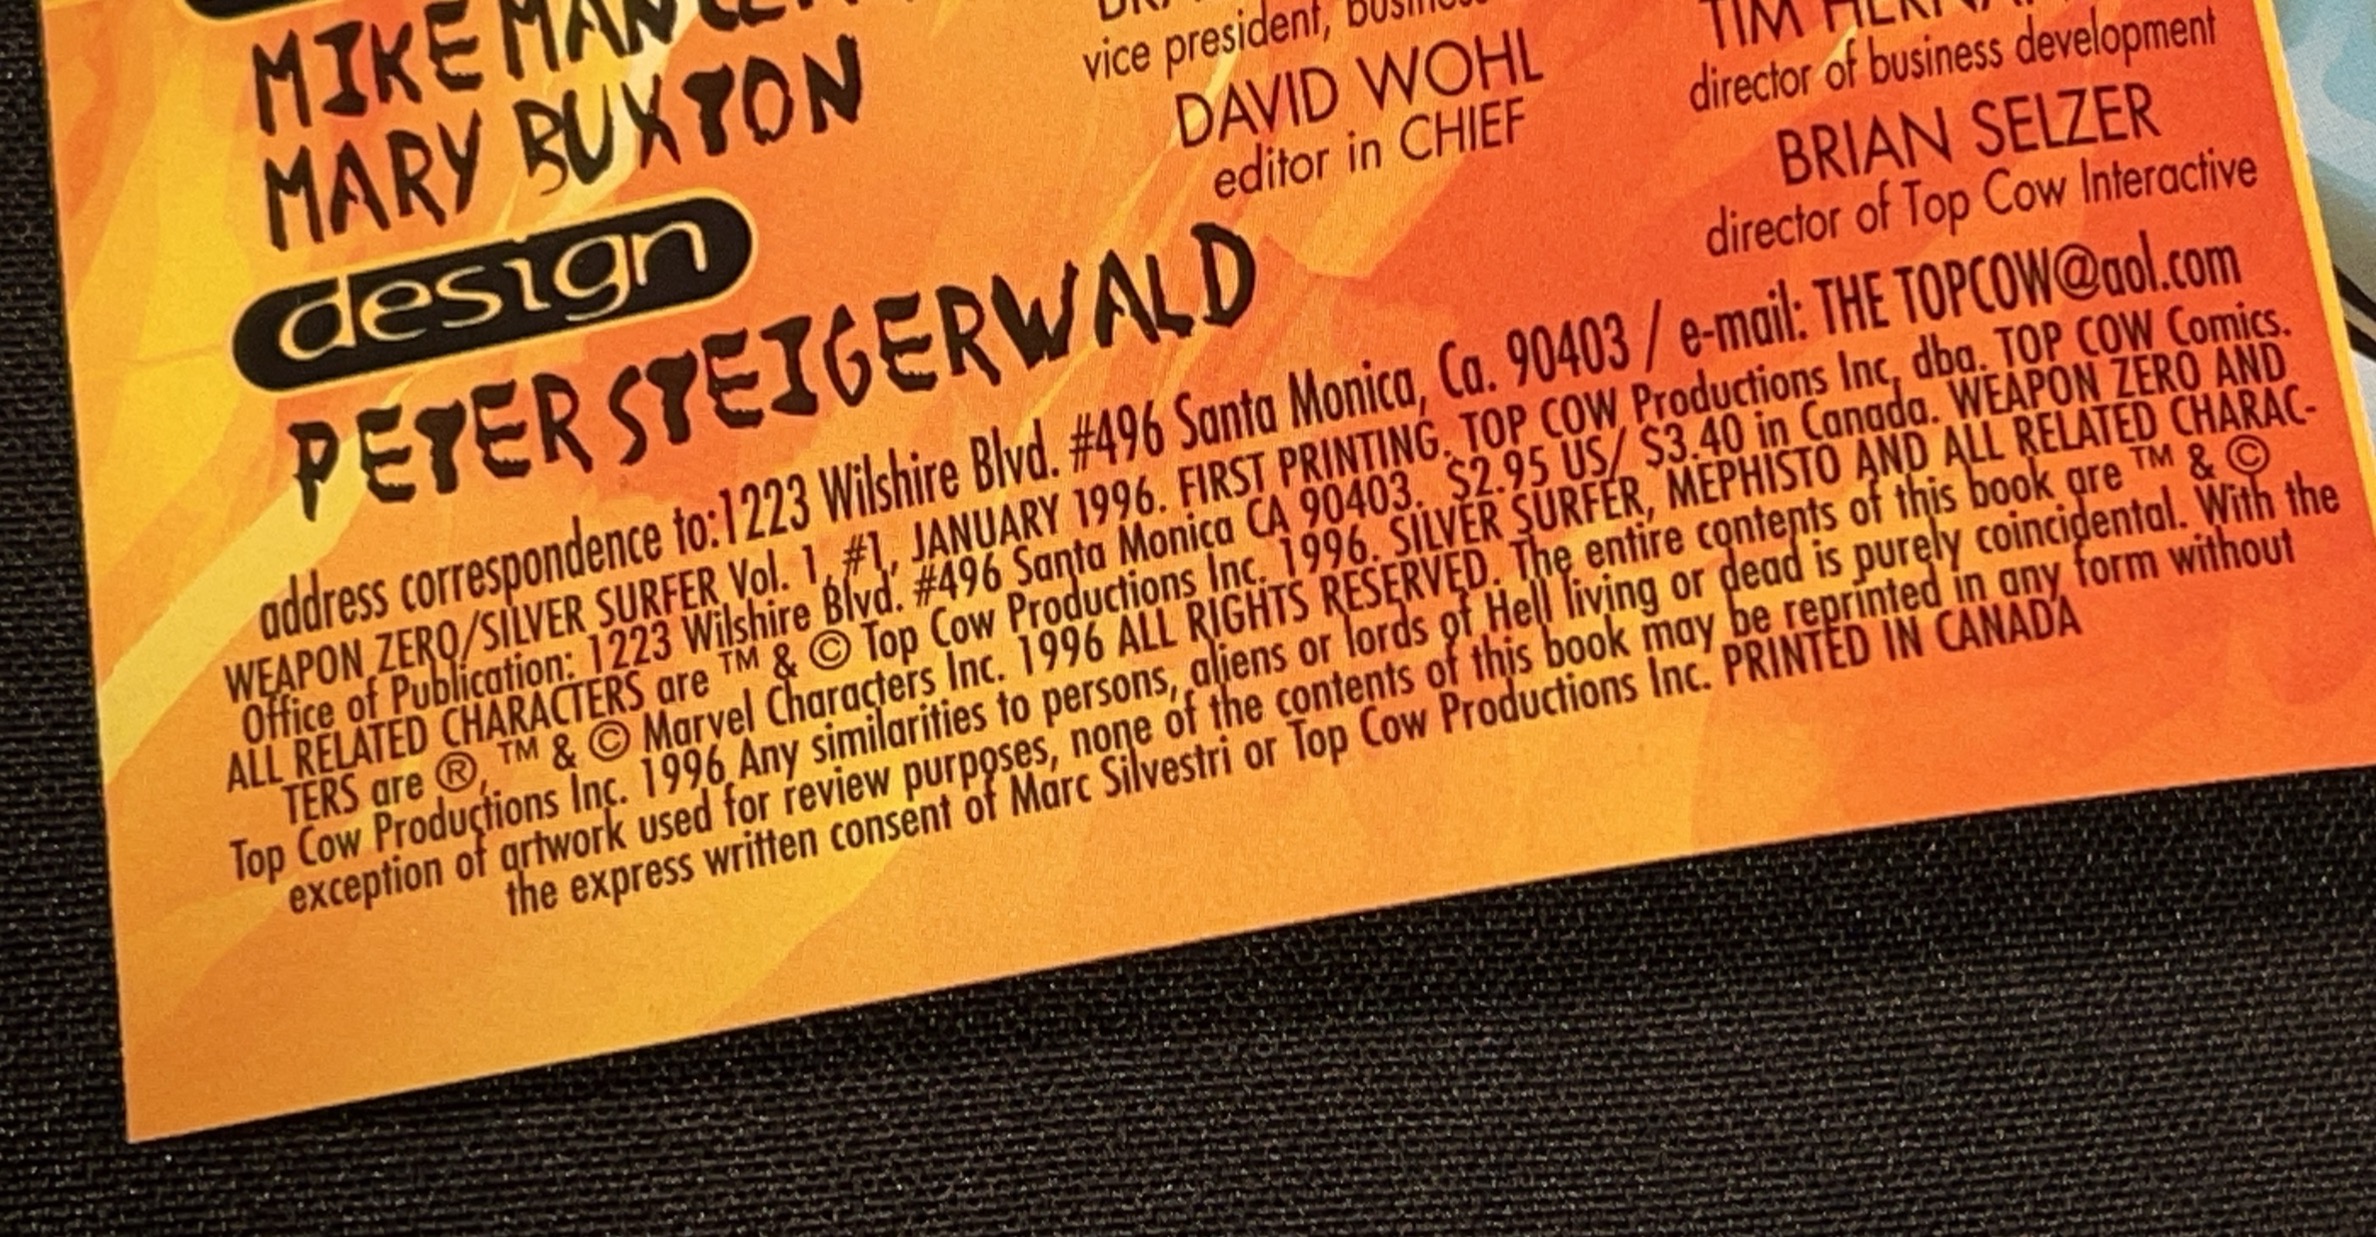 MIKE
MARY BUXTON
design
PETER STEIGERWALD
vice president,
DAVID WOHL
editor in CHIEF
TIM
director of business development
BRIAN SELZER
director of Top Cow Interactive
address correspondence to:1223 Wilshire Blvd. #496 Santa Monica, Ca. 90403 / e-mail: THE TOPCOW@aol.com
WEAPON ZERO/SILVER SURFER Vol. 1, #1, JANUARY 1996. FIRST PRINTING. TOP COW Productions Inc, dba. TOP COW Comics.
Office of Publication: 1223 Wilshire Blvd. #496 Santa Monica CA 90403. $2.95 US/ $3.40 in Canada. WEAPON ZERO AND
ALL RELATED CHARACTERS are ™ & © Top Cow Productions Inc. 1996. SILVER SURFER, MEPHISTO AND ALL RELATED CHARAC-
TERS are ®, ™ & © Marvel Characters Inc. 1996 ALL RIGHTS RESERVED. The entire contents of this book are ™ & ©
Top Cow Productions Inc. 1996 Any similarities to persons, aliens or lords of Hell living or dead is purely coincidental. With the
exception of artwork used for review purposes, none of the contents of this book may be reprinted in any form without
the express written consent of Marc Silvestri or Top Cow Productions Inc. PRINTED IN CANADA